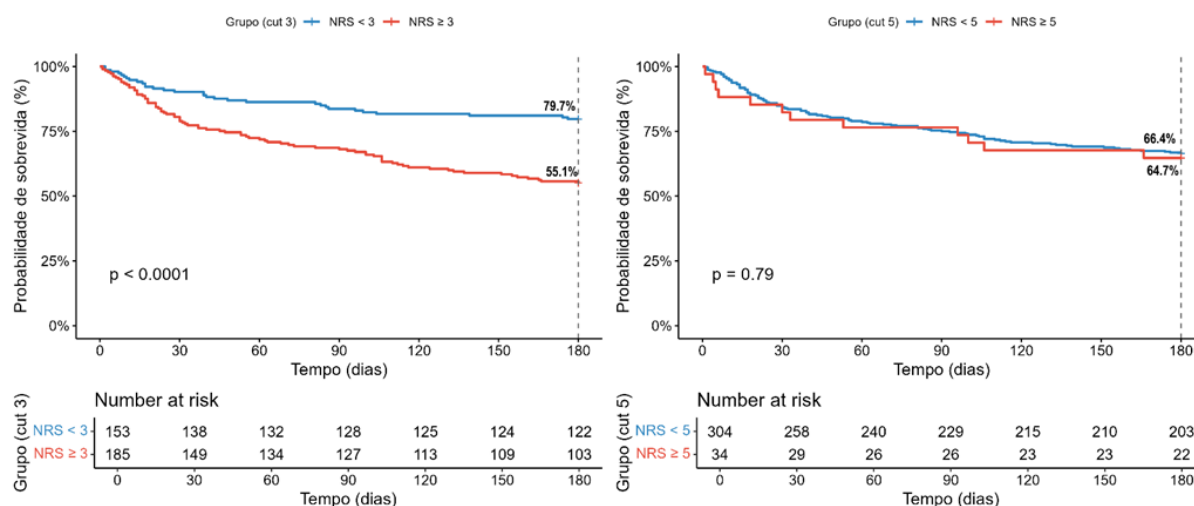 Grupo (cut 3) NRS < 3 NRS ≥ 3
Probabilidade de sobrevida (%)
100%
75%
50%
25%
0%
79.7%
55.1%
p < 0.0001
0 30 60 90 120 150 180
Tempo (dias)
Number at risk
Grupo (cut 3)
NRS < 3 153 138 132 128 125 124 122
NRS ≥ 3 185 149 134 127 113 109 103
0 30 60 90 120 150 180
Tempo (dias)
Grupo (cut 5) NRS < 5 NRS ≥ 5
Probabilidade de sobrevida (%)
100%
75%
50%
25%
0%
66.4%
64.7%
p = 0.79
0 30 60 90 120 150 180
Tempo (dias)
Number at risk
Grupo (cut 5)
NRS < 5 304 258 240 229 215 210 203
NRS ≥ 5 34 29 26 26 23 23 22
0 30 60 90 120 150 180
Tempo (dias)